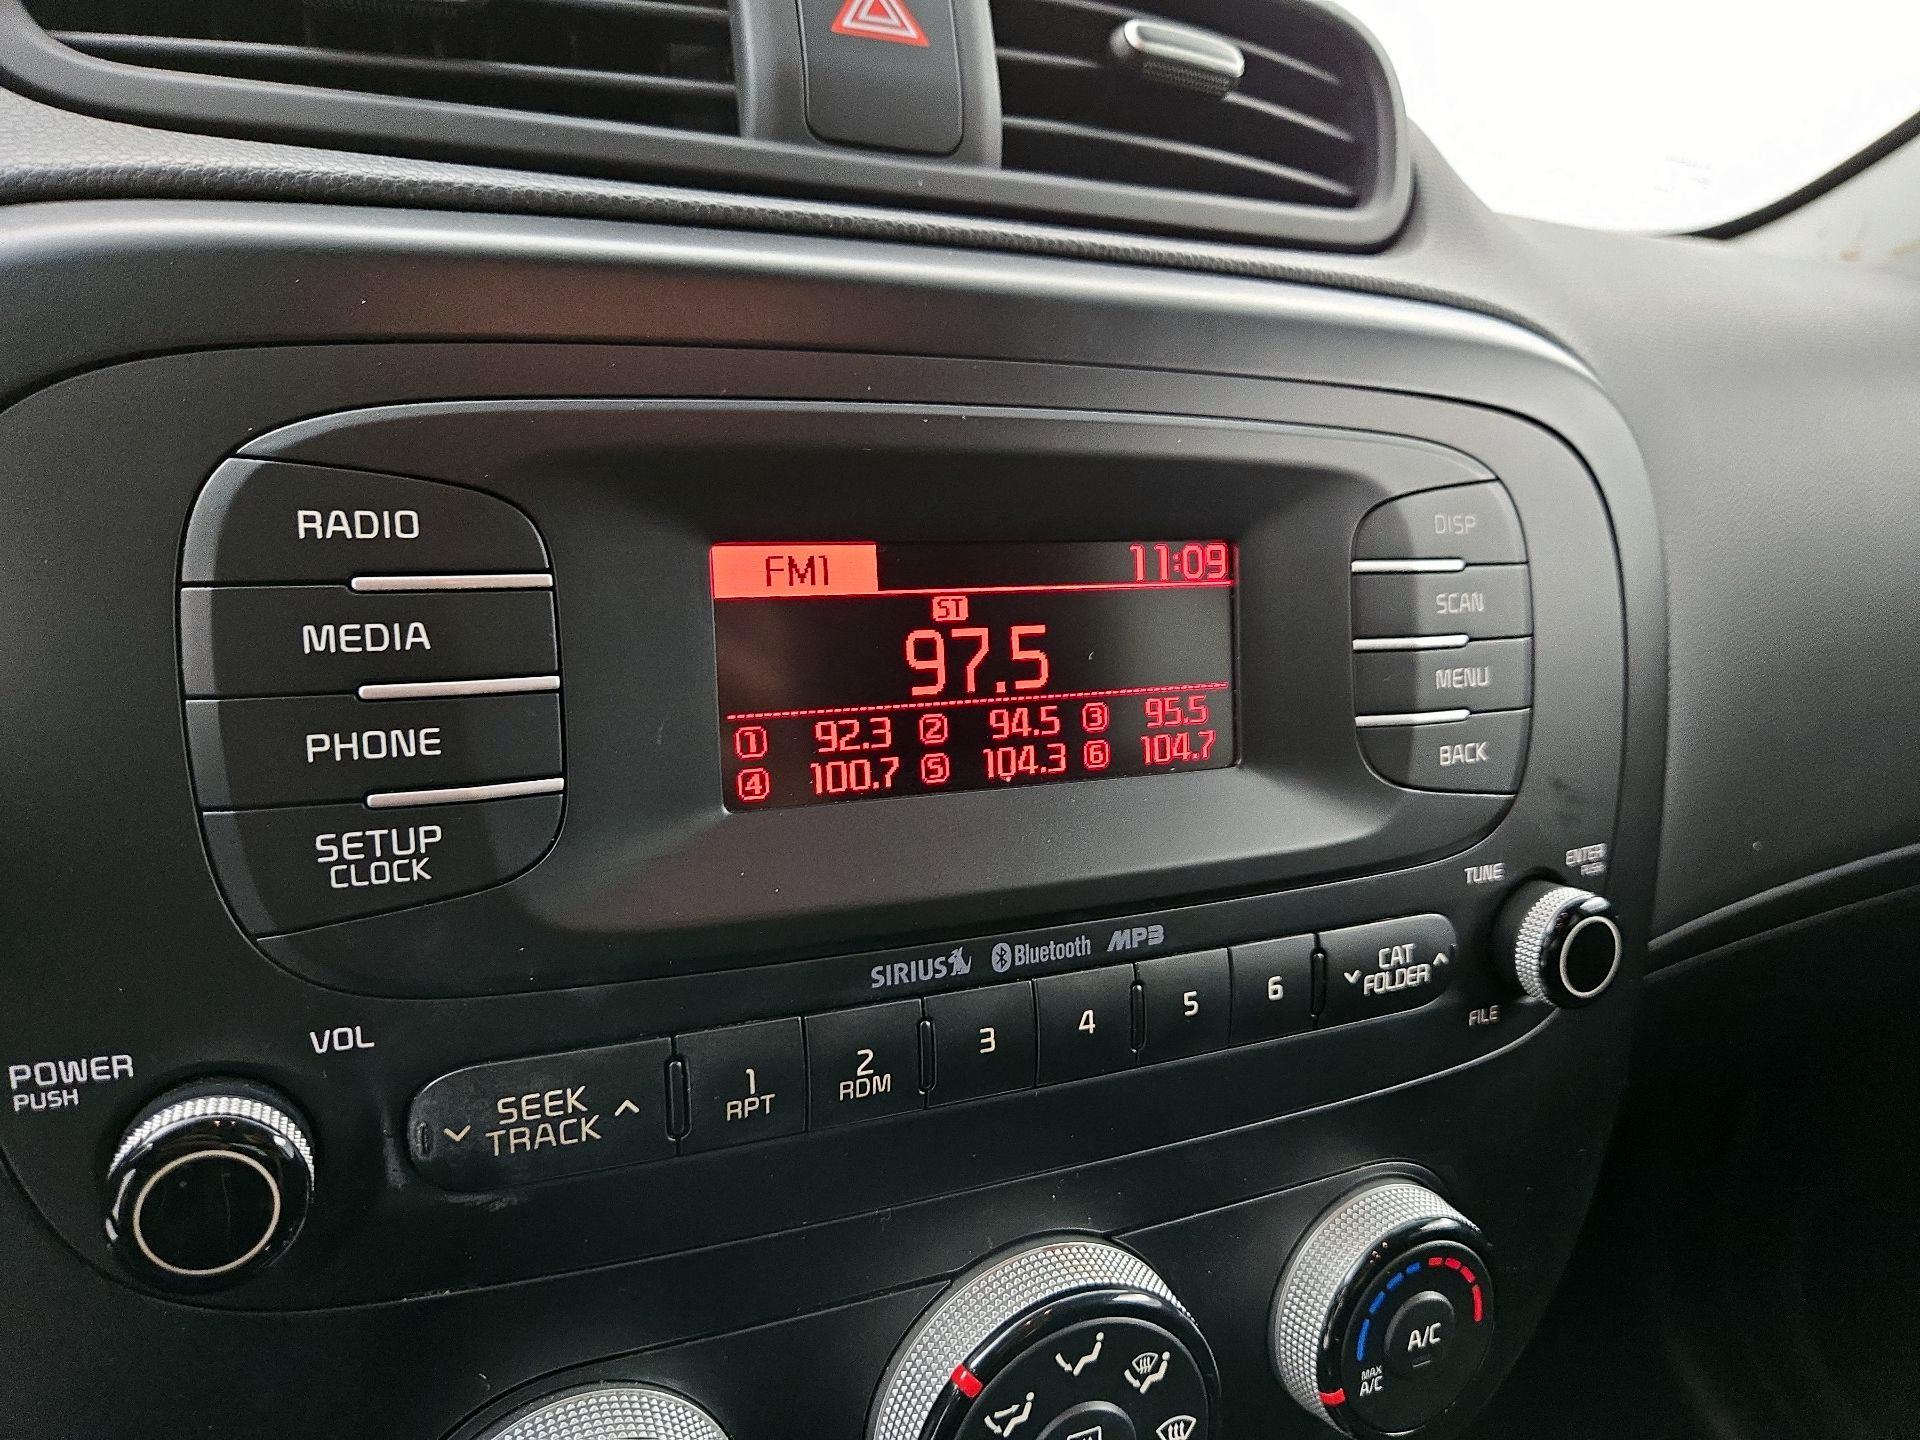 RADIO
MEDIA
PHONE
SETUP
CLOCK
FM1 11:09
ST
97.5
1 92.3 2 94.5 3 95.5
4 100.7 5 104.3 6 104.7
DISP
SCAN
MENU
BACK
TUNE
ENTER
PUSH
FILE
SIRIUS Bluetooth MP3
POWER
PUSH
VOL
SEEK
TRACK
1
RPT
2
RDM
3
4
5
6
CAT
FOLDER
A/C
MAX
A/C